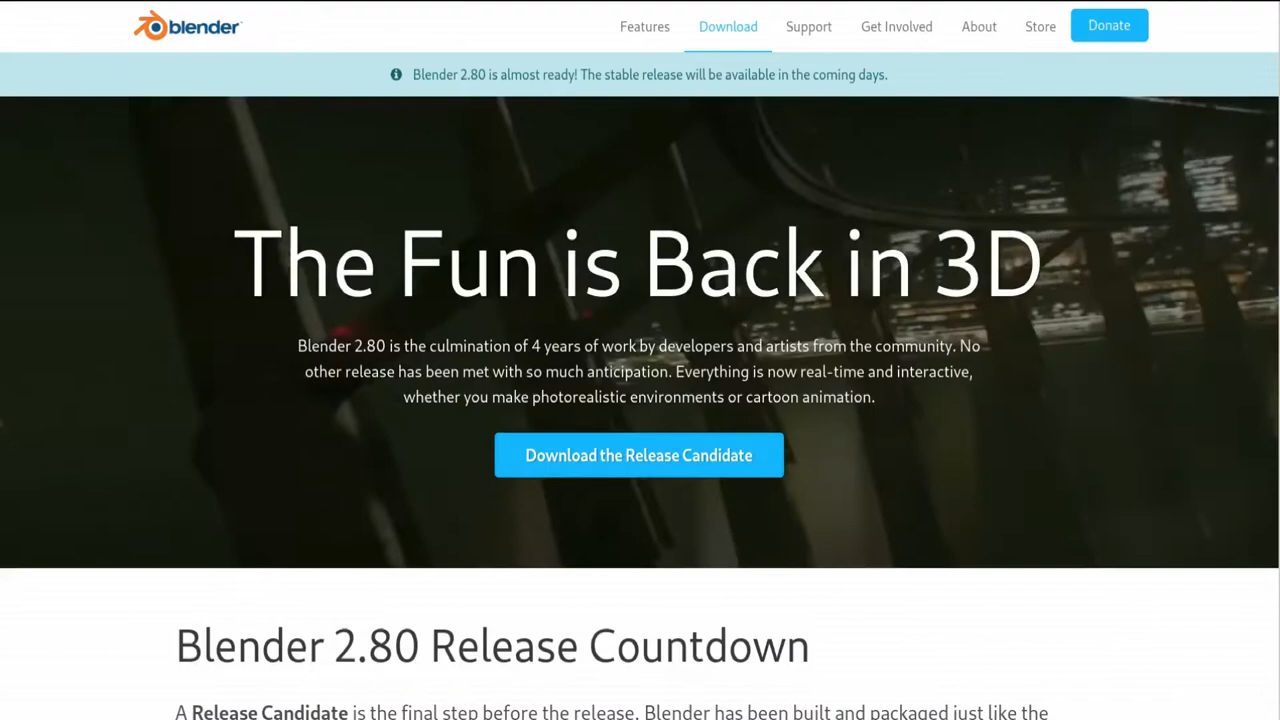 blender
Features Download Support Get Involved About Store Donate
Blender 2.80 is almost ready! The stable release will be available in the coming days.
The Fun is Back in 3D
Blender 2.80 is the culmination of 4 years of work by developers and artists from the community. No
other release has been met with so much anticipation. Everything is now real-time and interactive,
whether you make photorealistic environments or cartoon animation.
Download the Release Candidate
Blender 2.80 Release Countdown
A Release Candidate is the final step before the release. Blender has been built and packaged just like the